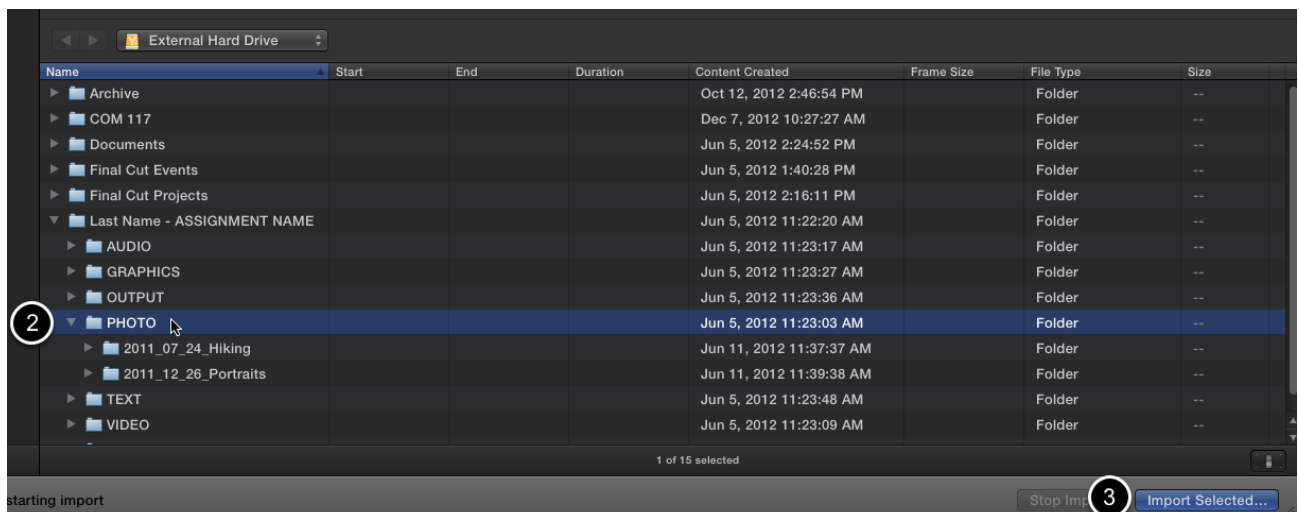 External Hard Drive
Name Start End Duration Content Created Frame Size File Type Size
Archive Oct 12, 2012 2:46:54 PM Folder --
COM 117 Dec 7, 2012 10:27:27 AM Folder --
Documents Jun 5, 2012 2:24:52 PM Folder --
Final Cut Events Jun 5, 2012 1:40:28 PM Folder --
Final Cut Projects Jun 5, 2012 2:16:11 PM Folder --
Last Name - ASSIGNMENT NAME Jun 5, 2012 11:22:20 AM Folder --
AUDIO Jun 5, 2012 11:23:17 AM Folder --
GRAPHICS Jun 5, 2012 11:23:27 AM Folder --
OUTPUT Jun 5, 2012 11:23:36 AM Folder --
2 PHOTO Jun 5, 2012 11:23:03 AM Folder --
2011_07_24_Hiking Jun 11, 2012 11:37:37 AM Folder --
2011_12_26_Portraits Jun 11, 2012 11:39:38 AM Folder --
TEXT Jun 5, 2012 11:23:48 AM Folder --
VIDEO Jun 5, 2012 11:23:09 AM Folder --
1 of 15 selected
starting import Stop Imp 3 Import Selected...